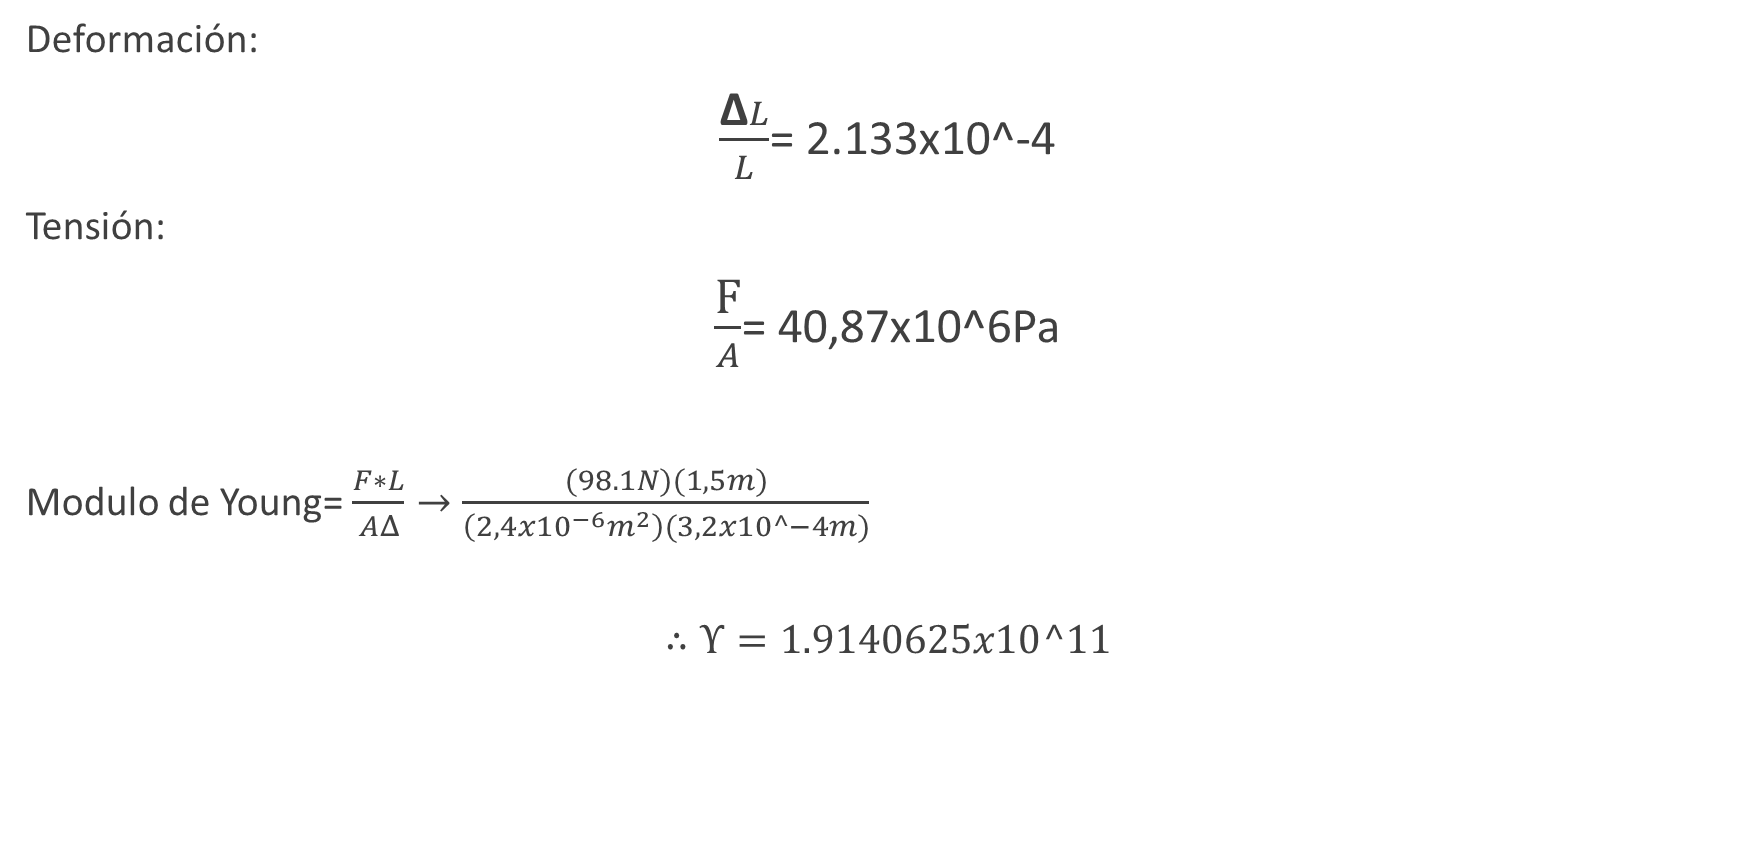 Deformación:
𝚫L/L= 2.133x10^-4
Tensión:
F/A= 40,87x10^6Pa
Modulo de Young= F∗L/AΔ → (98.1N)(1,5m)/(2,4x10⁻⁶m²)(3,2x10^−4m)
∴ ϒ = 1.9140625x10^11